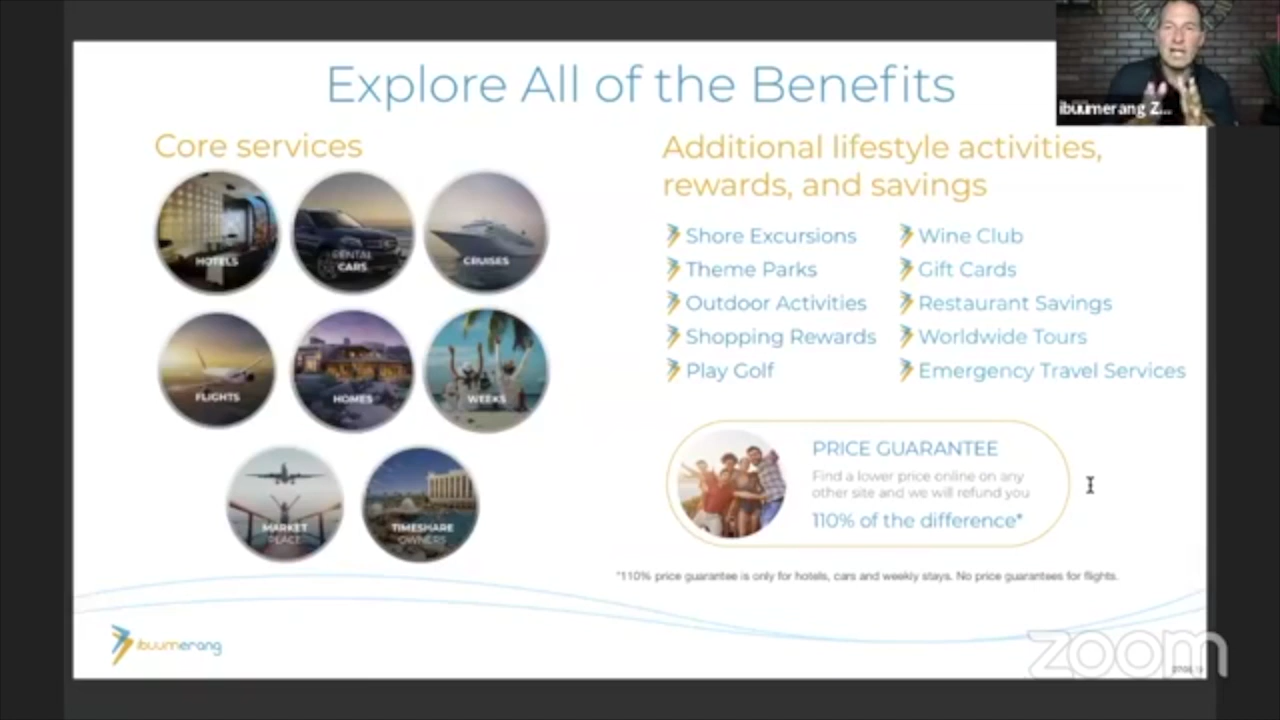 Explore All of the Benefits
ibuumerang Z...
Core services
HOTELS
RENTAL
CARS
CRUISES
FLIGHTS
HOMES
WEEKS
MARKET
PLACE
TIMESHARE
OWNERS
Additional lifestyle activities,
rewards, and savings
Shore Excursions
Theme Parks
Outdoor Activities
Shopping Rewards
Play Golf
Wine Club
Gift Cards
Restaurant Savings
Worldwide Tours
Emergency Travel Services
PRICE GUARANTEE
Find a lower price online on any
other site and we will refund you
110% of the difference*
*110% price guarantee is only for hotels, cars and weekly stays. No price guarantees for flights.
ibuumerang
zoom